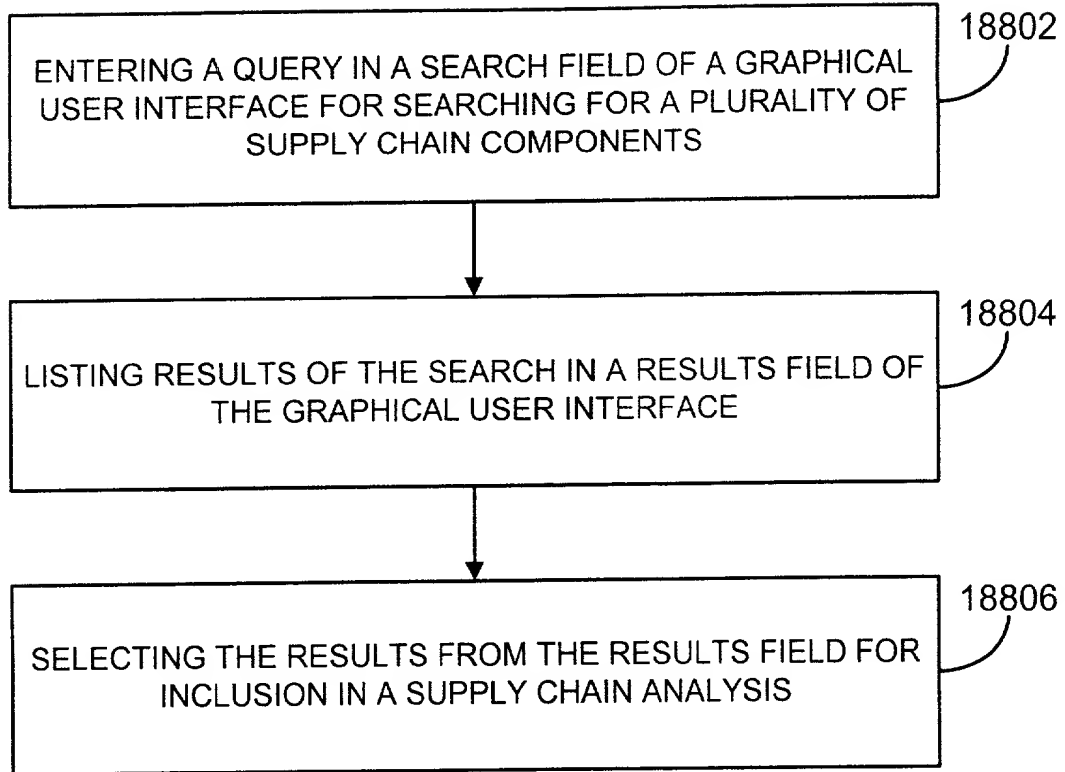 18802
ENTERING A QUERY IN A SEARCH FIELD OF A GRAPHICAL
USER INTERFACE FOR SEARCHING FOR A PLURALITY OF
SUPPLY CHAIN COMPONENTS
18804
LISTING RESULTS OF THE SEARCH IN A RESULTS FIELD OF
THE GRAPHICAL USER INTERFACE
18806
SELECTING THE RESULTS FROM THE RESULTS FIELD FOR
INCLUSION IN A SUPPLY CHAIN ANALYSIS